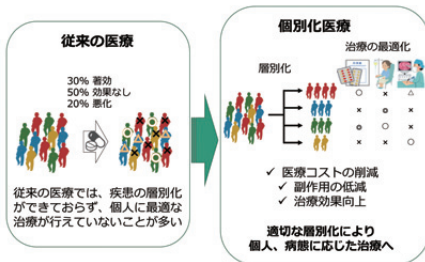 従来の医療
30% 著効
50% 効果なし
20% 悪化
従来の医療では、疾患の層別化
ができておらず、個人に最適な
治療が行えていないことが多い
個別化医療
治療の最適化
層別化
○ × △
× ◎ ×
◎ ○ ×
× × ○
✓ 医療コストの削減
✓ 副作用の低減
✓ 治療効果向上
適切な層別化により
個人、病態に応じた治療へ